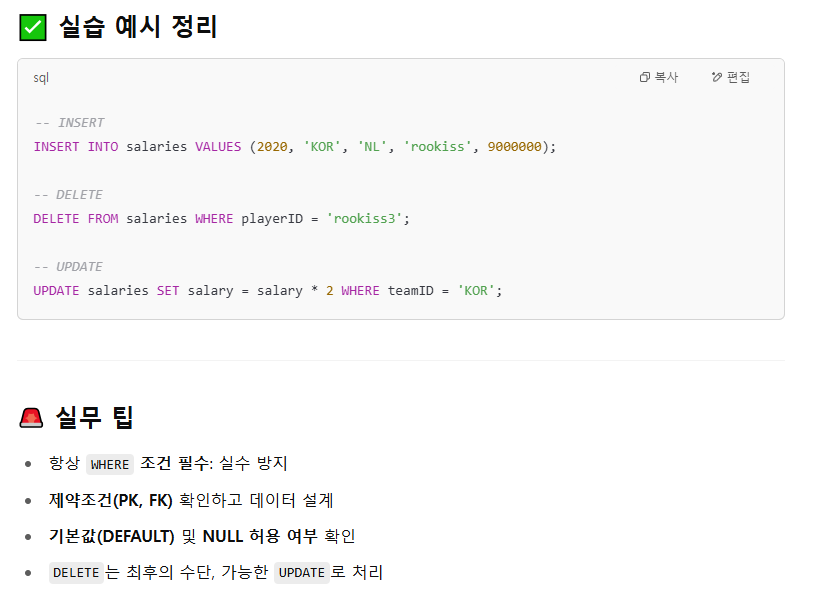 ✅ 실습 예시 정리
sql
복사
편집
-- INSERT
INSERT INTO salaries VALUES (2020, 'KOR', 'NL', 'rookiss', 9000000);
-- DELETE
DELETE FROM salaries WHERE playerID = 'rookiss3';
-- UPDATE
UPDATE salaries SET salary = salary * 2 WHERE teamID = 'KOR';
🚨 실무 팁
• 항상 WHERE 조건 필수: 실수 방지
• 제약조건(PK, FK) 확인하고 데이터 설계
• 기본값(DEFAULT) 및 NULL 허용 여부 확인
• DELETE는 최후의 수단, 가능한 UPDATE로 처리